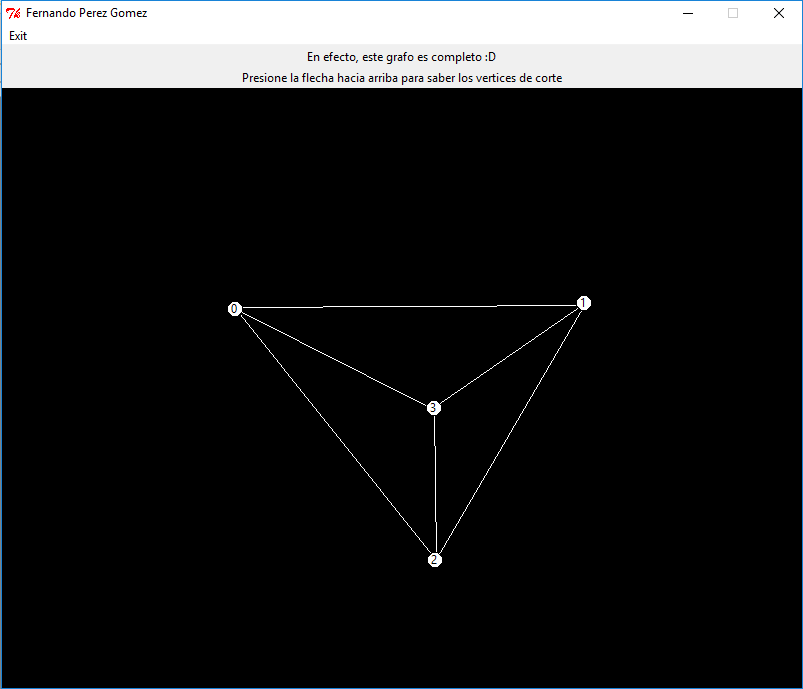 Fernando Perez Gomez
Exit
En efecto, este grafo es completo :D
Presione la flecha hacia arriba para saber los vertices de corte
0
1
3
2